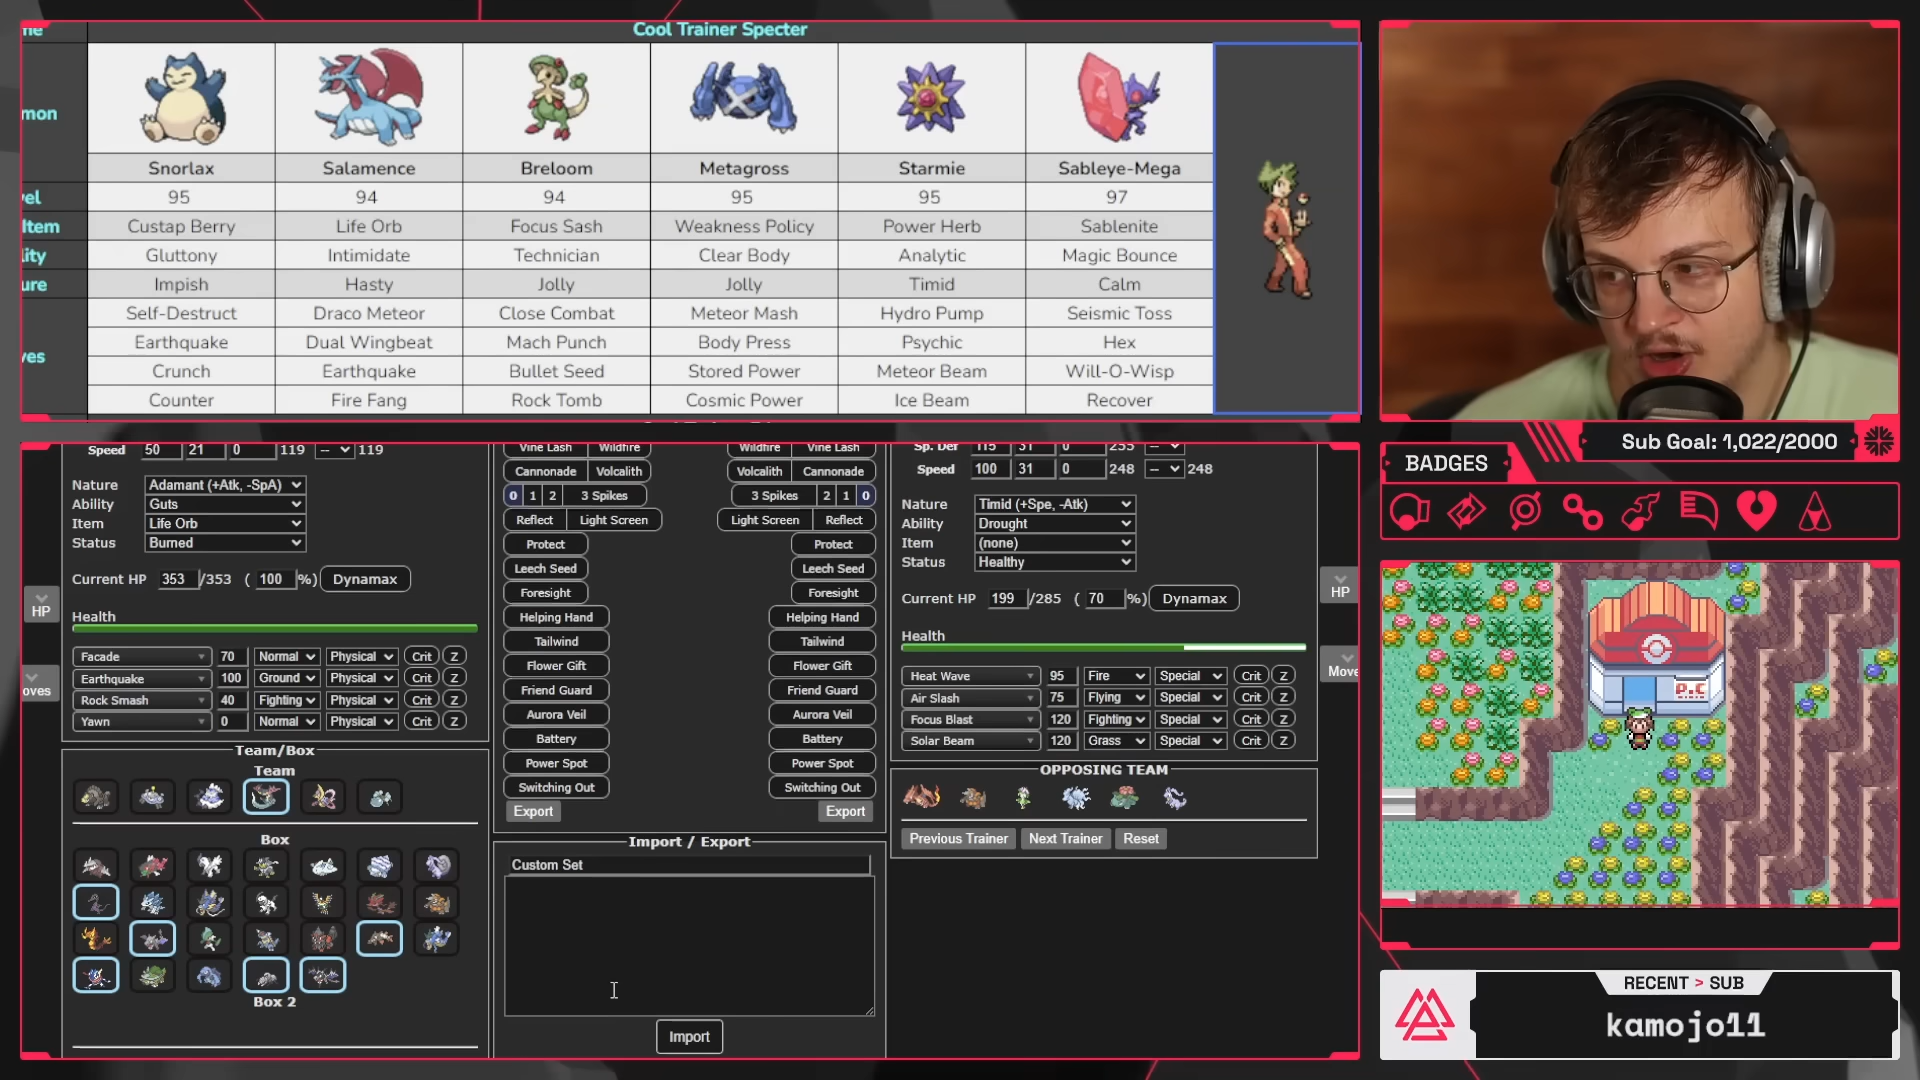 Cool Trainer Specter
mon
Snorlax Salamence Breloom Metagross Starmie Sableye-Mega
vel 95 94 94 95 95 97
Item Custap Berry Life Orb Focus Sash Weakness Policy Power Herb Sablenite
ity Gluttony Intimidate Technician Clear Body Analytic Magic Bounce
ure Impish Hasty Jolly Jolly Timid Calm
Self-Destruct Draco Meteor Close Combat Meteor Mash Hydro Pump Seismic Toss
Earthquake Dual Wingbeat Mach Punch Body Press Psychic Hex
ves
Crunch Earthquake Bullet Seed Stored Power Meteor Beam Will-O-Wisp
Counter Fire Fang Rock Tomb Cosmic Power Ice Beam Recover
Speed 50 21 0 119 -- 119
Nature Adamant (+Atk, -SpA)
Ability Guts
Item Life Orb
Status Burned
Current HP 353 /353 ( 100 %) Dynamax
HP
Health
Facade 70 Normal Physical Crit Z
Earthquake 100 Ground Physical Crit Z
oves
Rock Smash 40 Fighting Physical Crit Z
Yawn 0 Normal Physical Crit Z
Team/Box
Team
Box
Box 2
Vine Lash Wildfire Wildfire Vine Lash
Cannonade Volcalith Volcalith Cannonade
0 1 2 3 Spikes 3 Spikes 2 1 0
Reflect Light Screen Light Screen Reflect
Protect Protect
Leech Seed Leech Seed
Foresight Foresight
Helping Hand Helping Hand
Tailwind Tailwind
Flower Gift Flower Gift
Friend Guard Friend Guard
Aurora Veil Aurora Veil
Battery Battery
Power Spot Power Spot
Switching Out Switching Out
Export Export
Import / Export
Custom Set
Import
Sp. Def 115 31 0 255 --
Speed 100 31 0 248 -- 248
Nature Timid (+Spe, -Atk)
Ability Drought
Item (none)
Status Healthy
Current HP 199 /285 ( 70 %) Dynamax
HP
Health
Move
Heat Wave 95 Fire Special Crit Z
Air Slash 75 Flying Special Crit Z
Focus Blast 120 Fighting Special Crit Z
Solar Beam 120 Grass Special Crit Z
OPPOSING TEAM
Previous Trainer Next Trainer Reset
Sub Goal: 1,022/2000
BADGES
P.C
RECENT > SUB
kamojo11